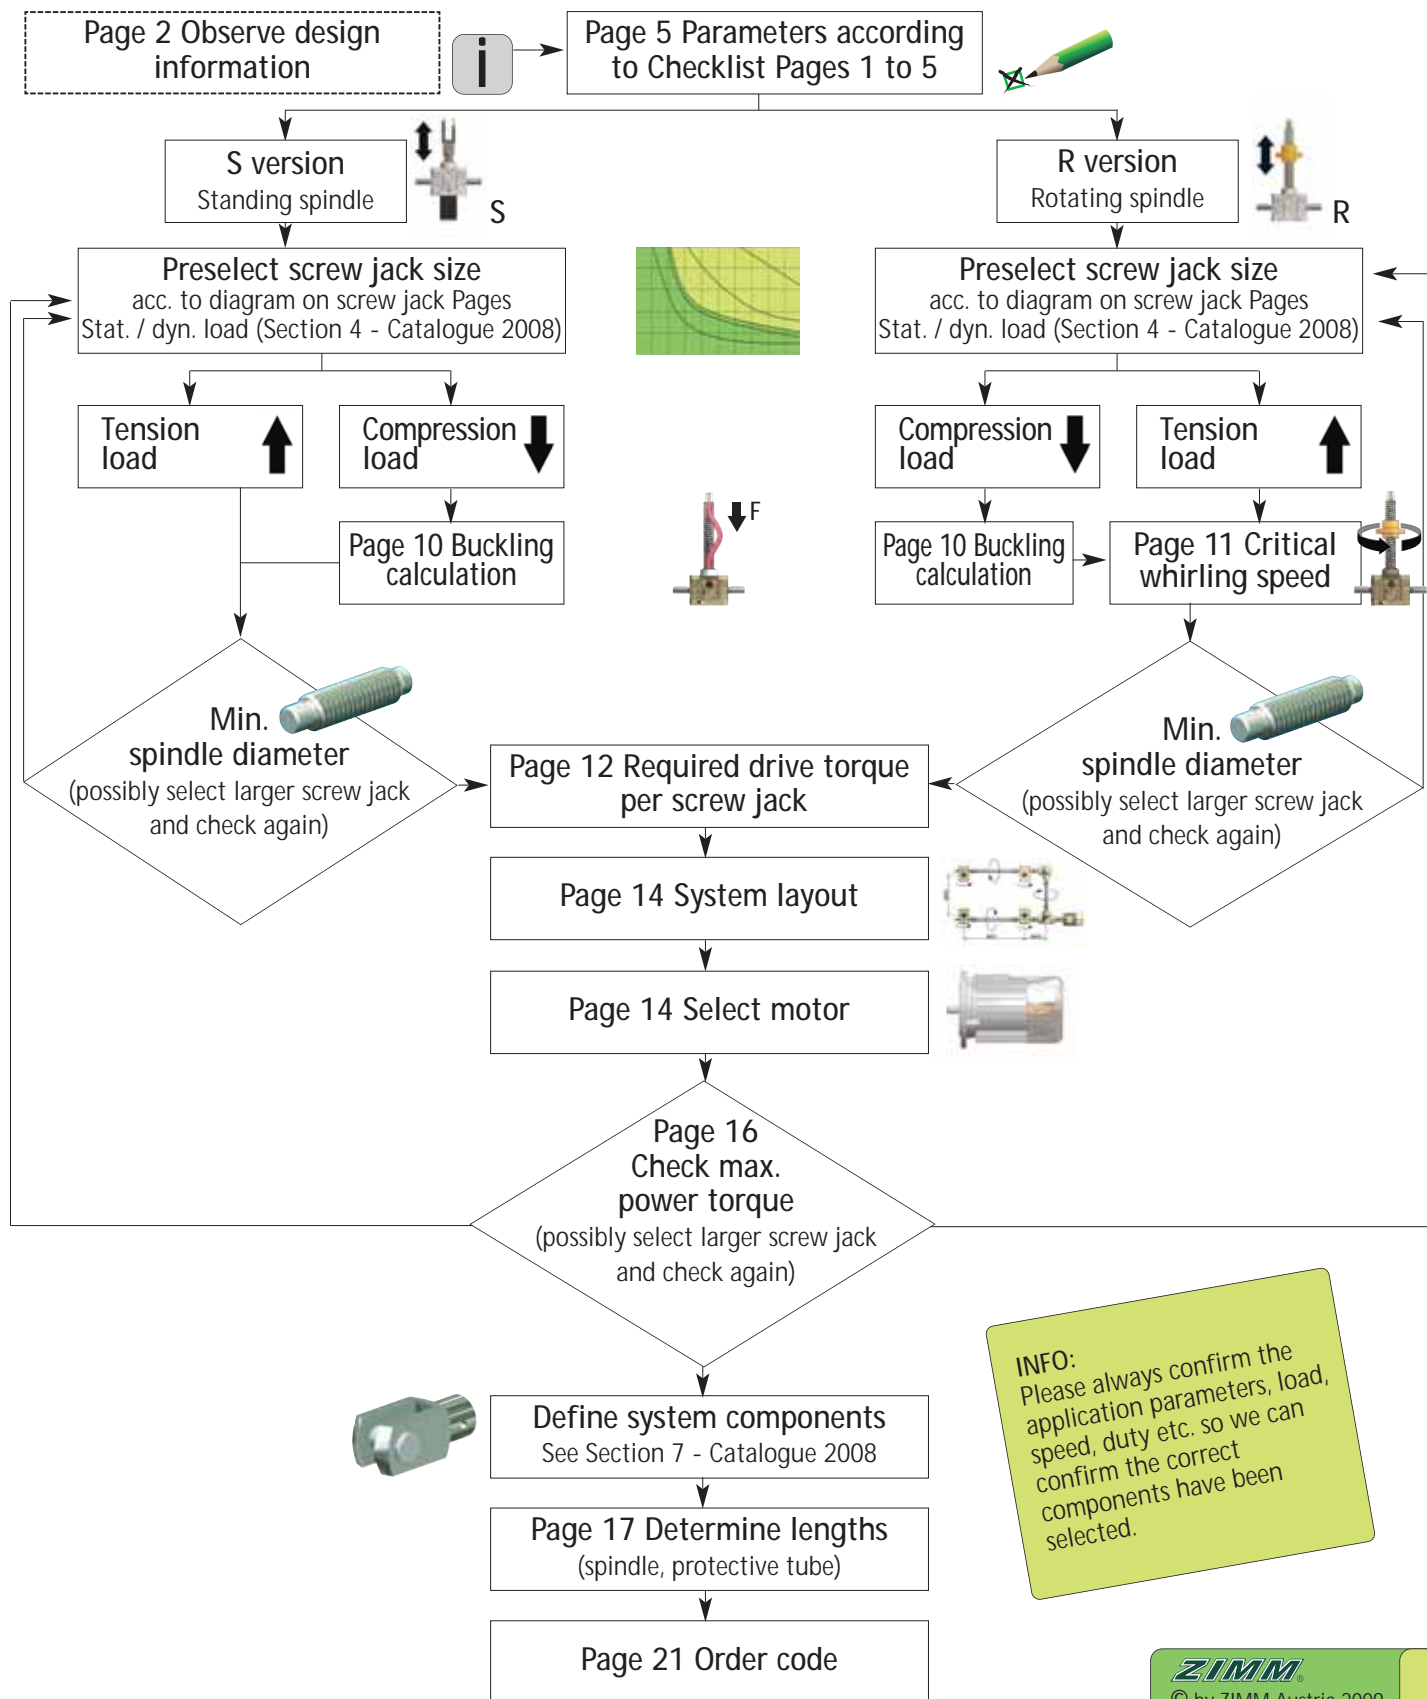 Page 2 Observe design
information
i
Page 5 Parameters according
to Checklist Pages 1 to 5
S version
Standing spindle
S
R version
Rotating spindle
R
Preselect screw jack size
acc. to diagram on screw jack Pages
Stat. / dyn. load (Section 4 - Catalogue 2008)
Preselect screw jack size
acc. to diagram on screw jack Pages
Stat. / dyn. load (Section 4 - Catalogue 2008)
Tension
load
Compression
load
Compression
load
Tension
load
Page 10 Buckling
calculation
F
Page 10 Buckling
calculation
Page 11 Critical
whirling speed
Min.
spindle diameter
(possibly select larger screw jack
and check again)
Min.
spindle diameter
(possibly select larger screw jack
and check again)
Page 12 Required drive torque
per screw jack
Page 14 System layout
Page 14 Select motor
Page 16
Check max.
power torque
(possibly select larger screw jack
and check again)
Define system components
See Section 7 - Catalogue 2008
Page 17 Determine lengths
(spindle, protective tube)
Page 21 Order code
INFO:
Please always confirm the
application parameters, load,
speed, duty etc. so we can
confirm the correct
components have been
selected.
ZIMM®
© by ZIMM Austria 2009